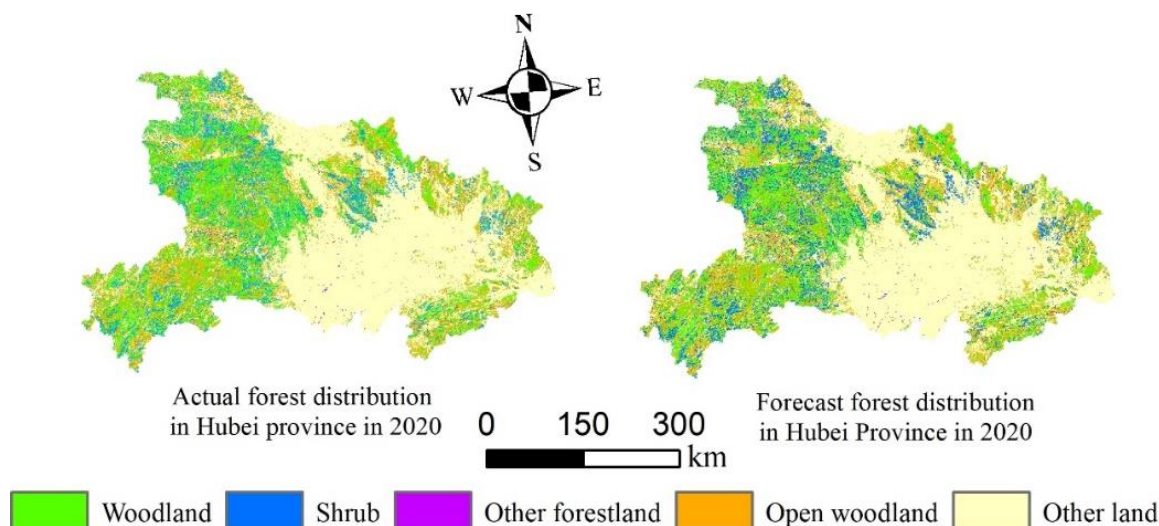 N
W E
S
Actual forest distribution
in Hubei province in 2020
Forecast forest distribution
in Hubei Province in 2020
0 150 300
km
Woodland Shrub Other forestland Open woodland Other land